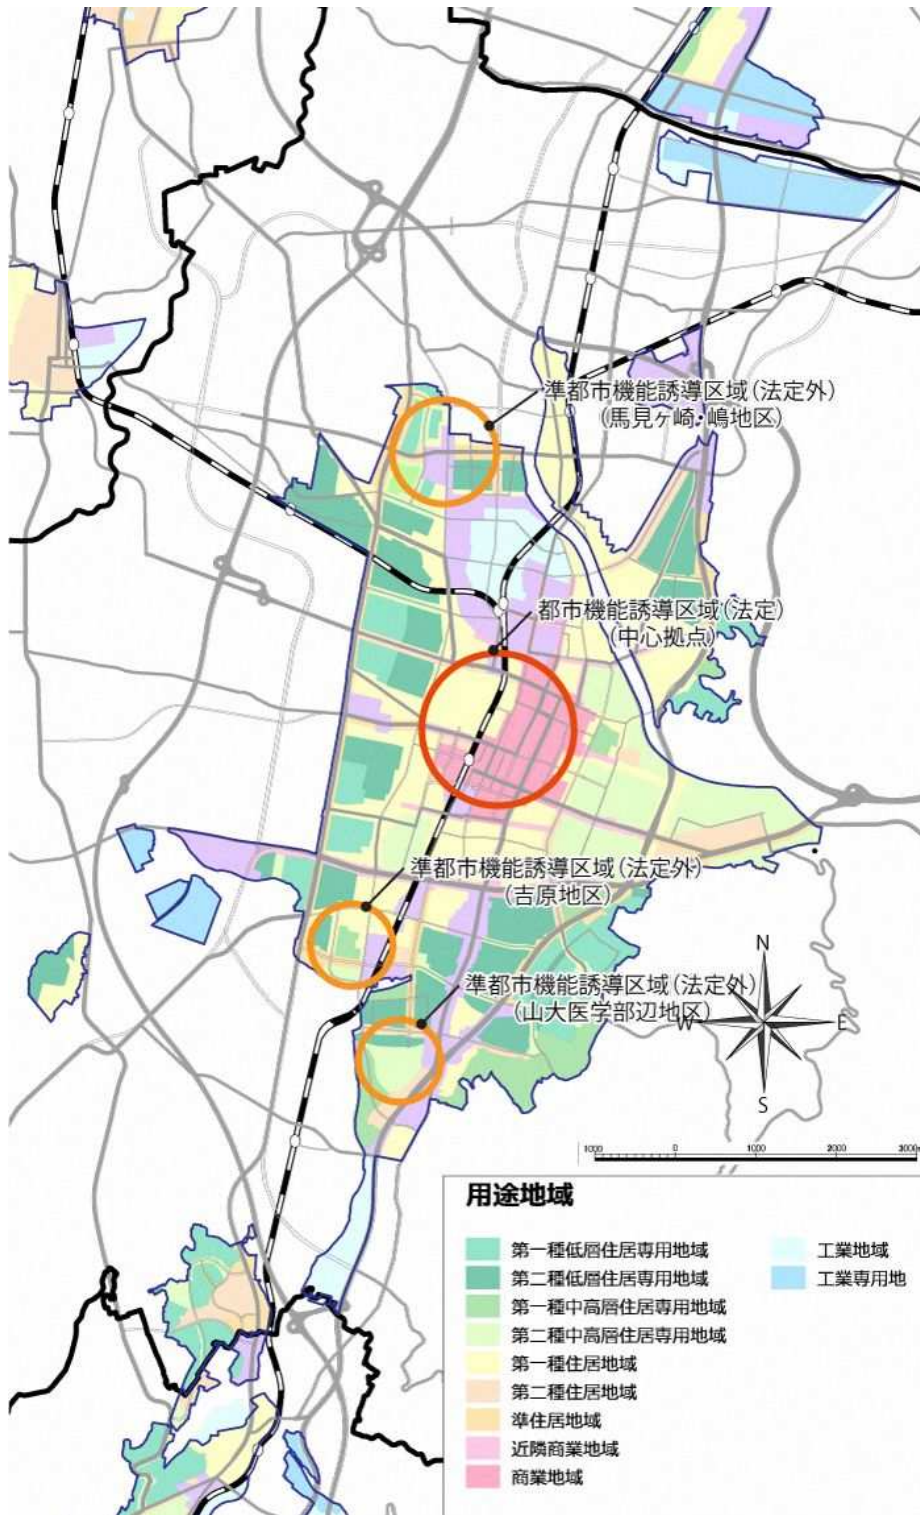 準都市機能誘導区域(法定外)
(馬見ヶ崎・嶋地区)
都市機能誘導区域(法定)
(中心拠点)
準都市機能誘導区域(法定外)
(吉原地区)
準都市機能誘導区域(法定外)
(山大医学部辺地区)
N
W
E
S
1000 0 1000 2000 3000m
用途地域
第一種低層住居専用地域
第二種低層住居専用地域
第一種中高層住居専用地域
第二種中高層住居専用地域
第一種住居地域
第二種住居地域
準住居地域
近隣商業地域
商業地域
工業地域
工業専用地